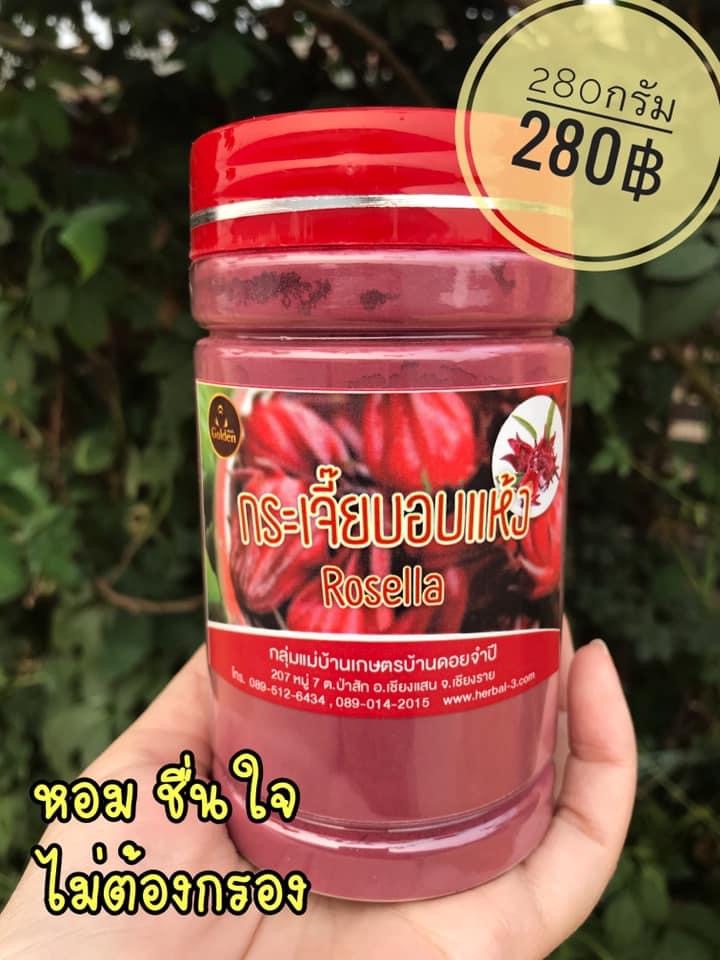 280กรัม
280฿
Golden
กระเจี๊ยบอบแห้ง
Rosella
กลุ่มแม่บ้านเกษตรบ้านดอยจำปี
207 หมู่ 7 ต.ป่าสัก อ.เชียงแสน จ.เชียงราย
โทร. 089-512-6434 , 089-014-2015 www.herbal-3.com
หอม ชื่นใจ
ไม่ต้องกรอง